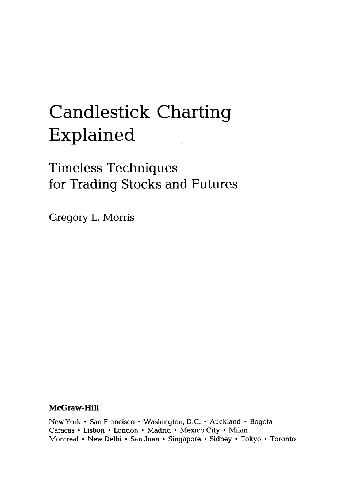 Candlestick Charting
Explained
Timeless Techniques
for Trading Stocks and Futures
Gregory L. Morris
McGraw-Hill
New York • San Francisco • Washington, D.C. • Auckland • Bogotá
Caracas • Lisbon • London • Madrid • Mexico City • Milan
Montreal • New Delhi • San Juan • Singapore • Sidney • Tokyo • Toronto